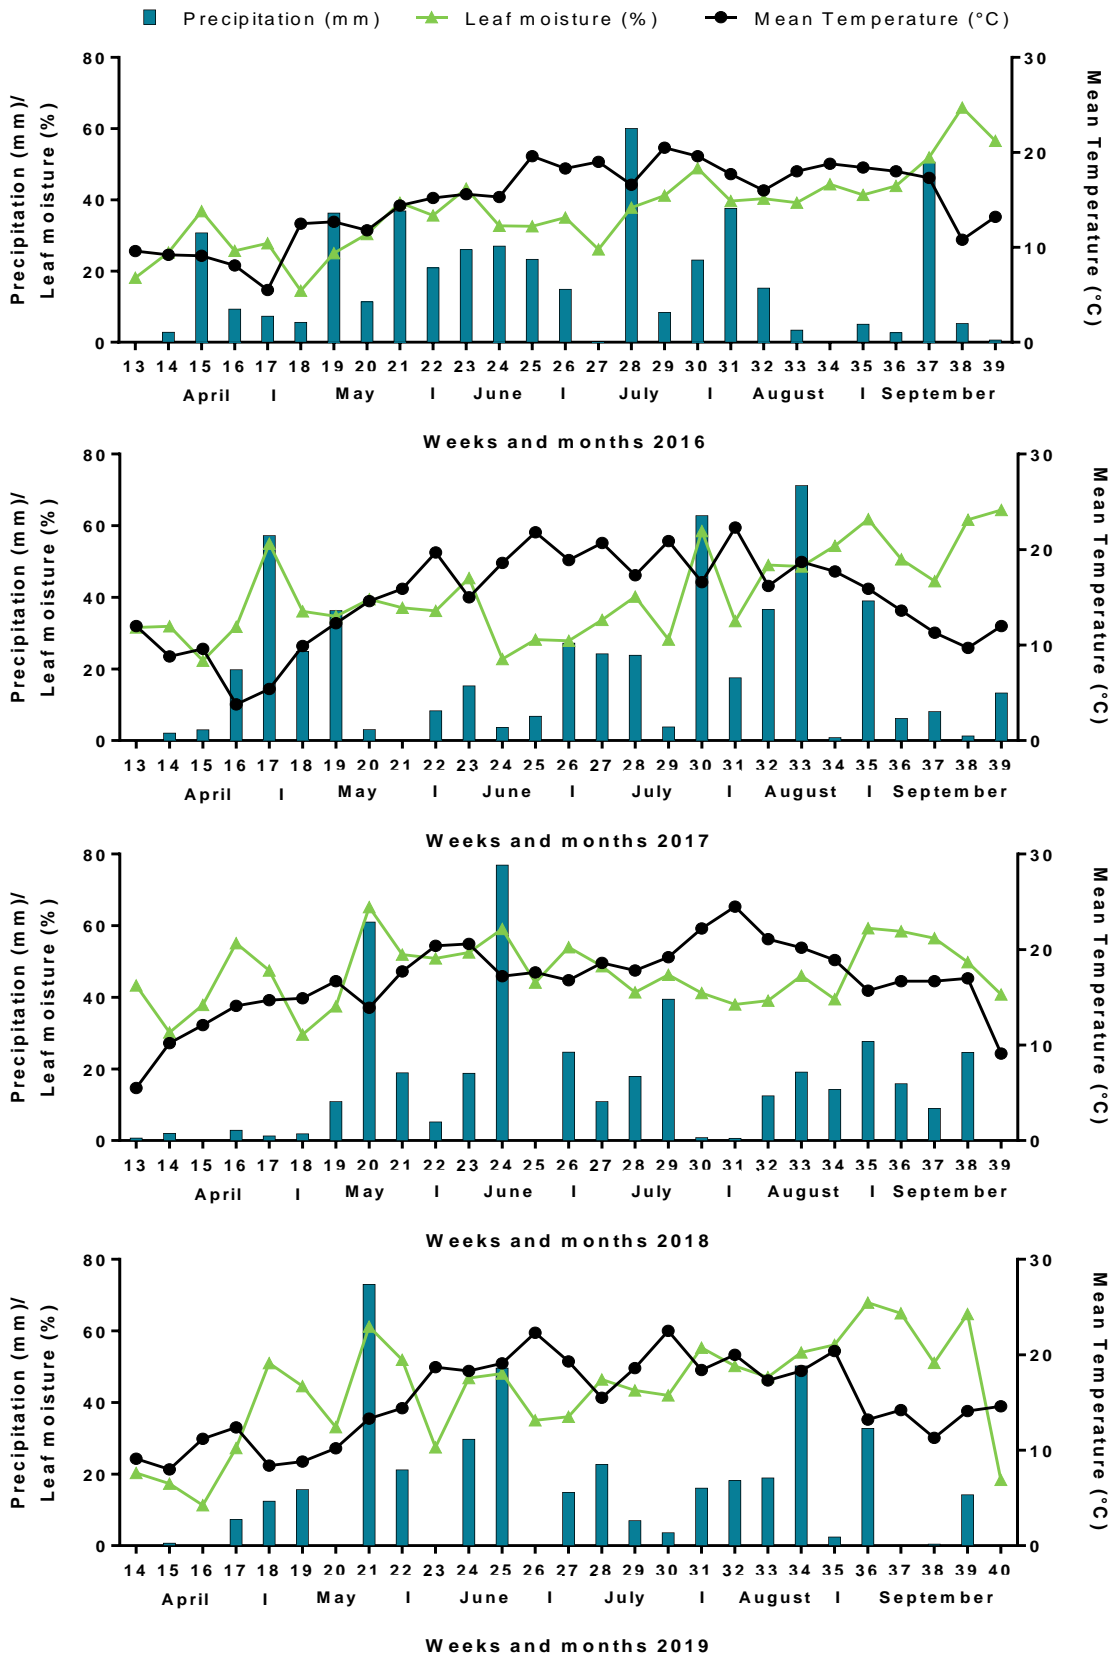 Precipitation (mm) Leaf moisture (%) Mean Temperature (°C)
Precipitation (mm)/
Leaf moisture (%)
80
60
40
20
0
30
20
10
0
Mean Temperature (°C)
13 14 15 16 17 18 19 20 21 22 23 24 25 26 27 28 29 30 31 32 33 34 35 36 37 38 39
April I May I June I July I August I September
Weeks and months 2016
Precipitation (mm)/
Leaf moisture (%)
80
60
40
20
0
30
20
10
0
Mean Temperature (°C)
13 14 15 16 17 18 19 20 21 22 23 24 25 26 27 28 29 30 31 32 33 34 35 36 37 38 39
April I May I June I July I August I September
Weeks and months 2017
Precipitation (mm)/
Leaf moisture (%)
80
60
40
20
0
30
20
10
0
Mean Temperature (°C)
13 14 15 16 17 18 19 20 21 22 23 24 25 26 27 28 29 30 31 32 33 34 35 36 37 38 39
April I May I June I July I August I September
Weeks and months 2018
Precipitation (mm)/
Leaf moisture (%)
80
60
40
20
0
30
20
10
0
Mean Temperature (°C)
14 15 16 17 18 19 20 21 22 23 24 25 26 27 28 29 30 31 32 33 34 35 36 37 38 39 40
April I May I June I July I August I September
Weeks and months 2019